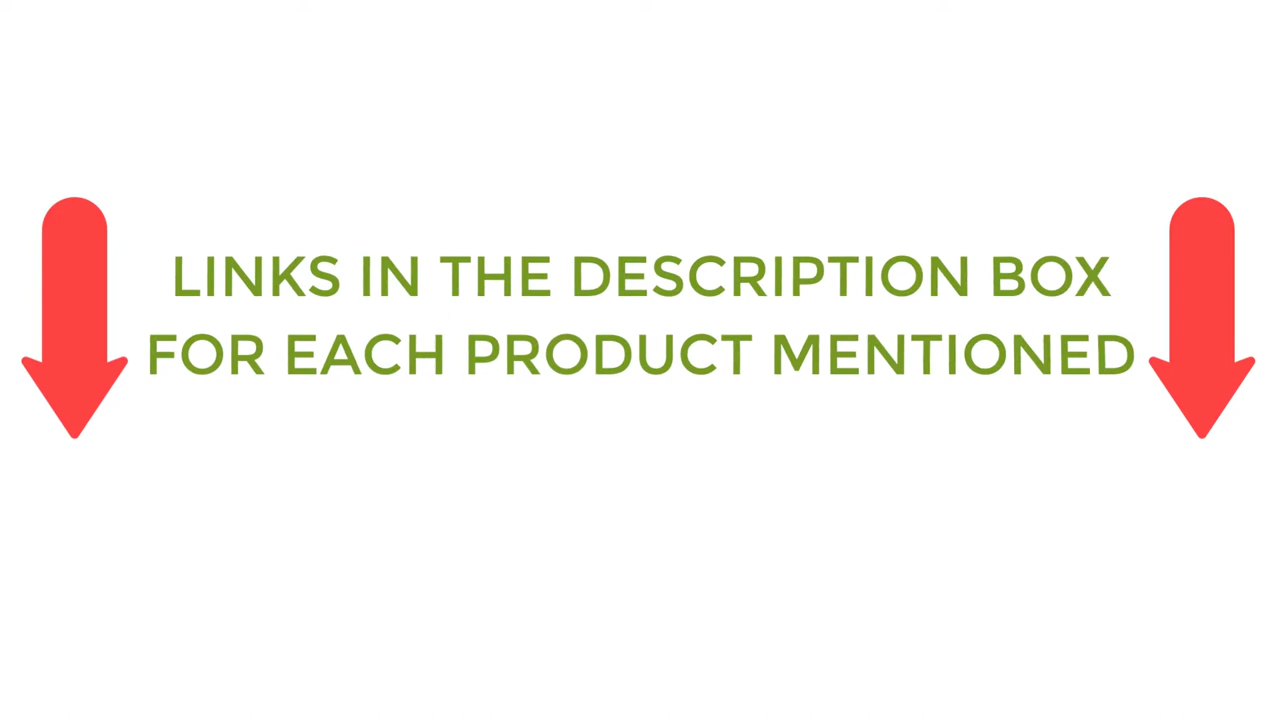 LINKS IN THE DESCRIPTION BOX
FOR EACH PRODUCT MENTIONED